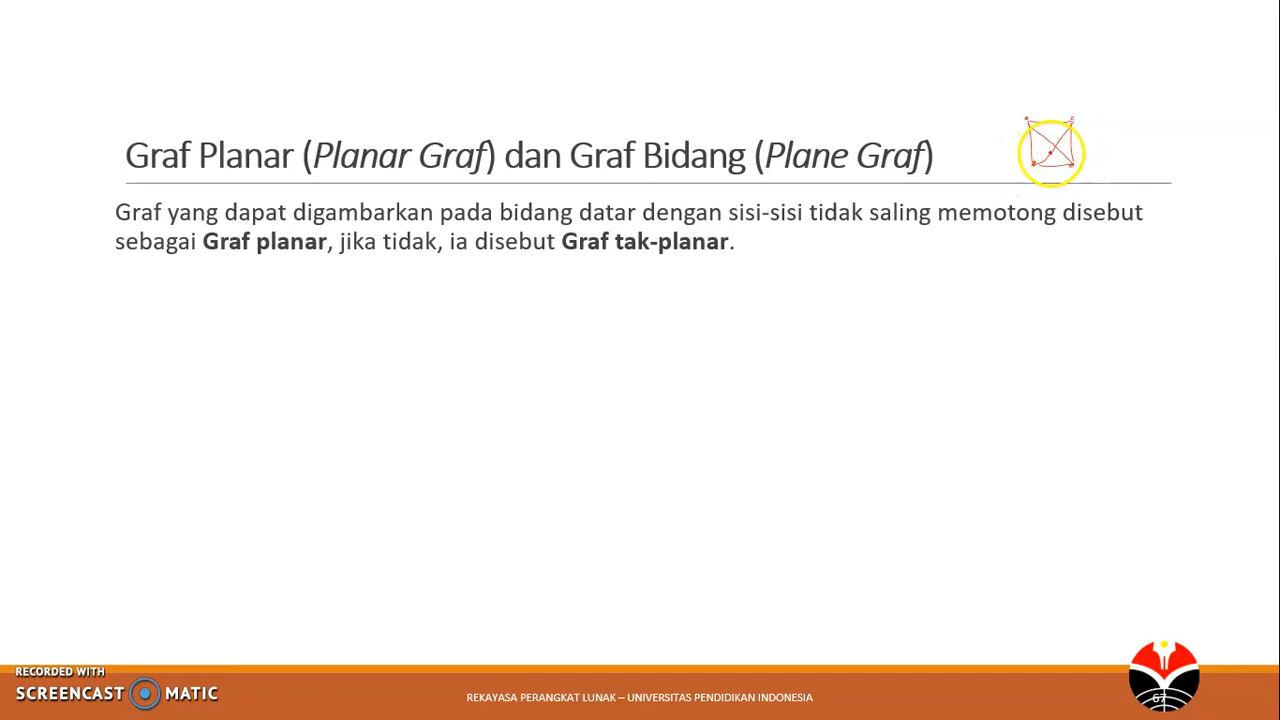 Graf Planar (Planar Graf) dan Graf Bidang (Plane Graf)
Graf yang dapat digambarkan pada bidang datar dengan sisi-sisi tidak saling memotong disebut
sebagai Graf planar, jika tidak, ia disebut Graf tak-planar.
RECORDED WITH
SCREENCAST MATIC
REKAYASA PERANGKAT LUNAK – UNIVERSITAS PENDIDIKAN INDONESIA
67